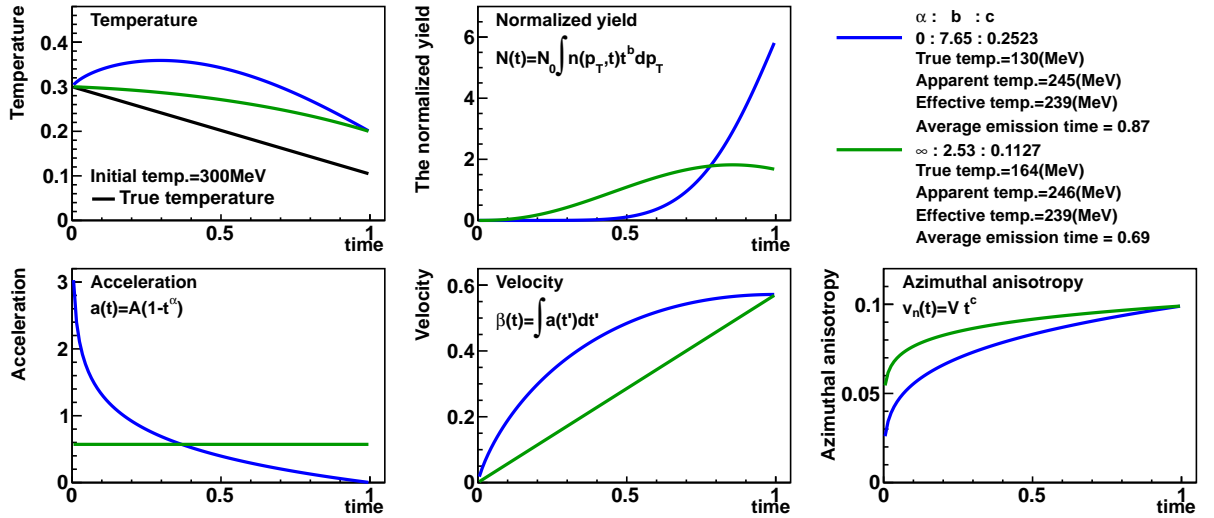 Temperature
0.4
0.3
0.2
0.1
0
Temperature
Initial temp.=300MeV
True temperature
0
0.5
1
time
The normalized yield
6
4
2
0
Normalized yield
N(t)=N₀∫n(p_T,t)t^b dp_T
0
0.5
1
time
α : b : c
0 : 7.65 : 0.2523
True temp.=130(MeV)
Apparent temp.=245(MeV)
Effective temp.=239(MeV)
Average emission time = 0.87
∞ : 2.53 : 0.1127
True temp.=164(MeV)
Apparent temp.=246(MeV)
Effective temp.=239(MeV)
Average emission time = 0.69
Acceleration
3
2
1
0
Acceleration
a(t)=A(1-t^α)
0
0.5
1
time
Velocity
0.6
0.4
0.2
0.0
Velocity
β(t)=∫a(t')dt'
0
0.5
1
time
Azimuthal anisotropy
0.1
0.05
0
Azimuthal anisotropy
v_n(t)=V t^c
0
0.5
1
time